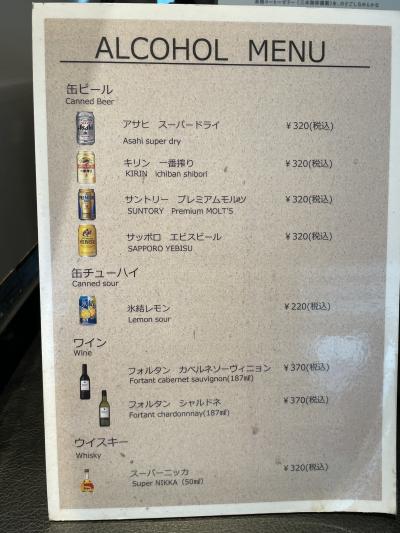 ALCOHOL MENU
缶ビール
Canned Beer
アサヒ　スーパードライ ￥320(税込)
Asahi super dry
キリン　一番搾り ￥320(税込)
KIRIN ichiban shibori
サントリー　プレミアムモルツ ￥320(税込)
SUNTORY Premium MOLT'S
サッポロ　エビスビール ￥320(税込)
SAPPORO YEBISU
缶チューハイ
Canned sour
氷結レモン ￥220(税込)
Lemon sour
ワイン
Wine
フォルタン　カベルネソーヴィニョン ￥370(税込)
Fortant cabernet sauvignon(187㎖)
フォルタン　シャルドネ ￥370(税込)
Fortant chardonnnay(187㎖)
ウイスキー
Whisky
スーパーニッカ ￥320(税込)
Super NIKKA（50㎖）